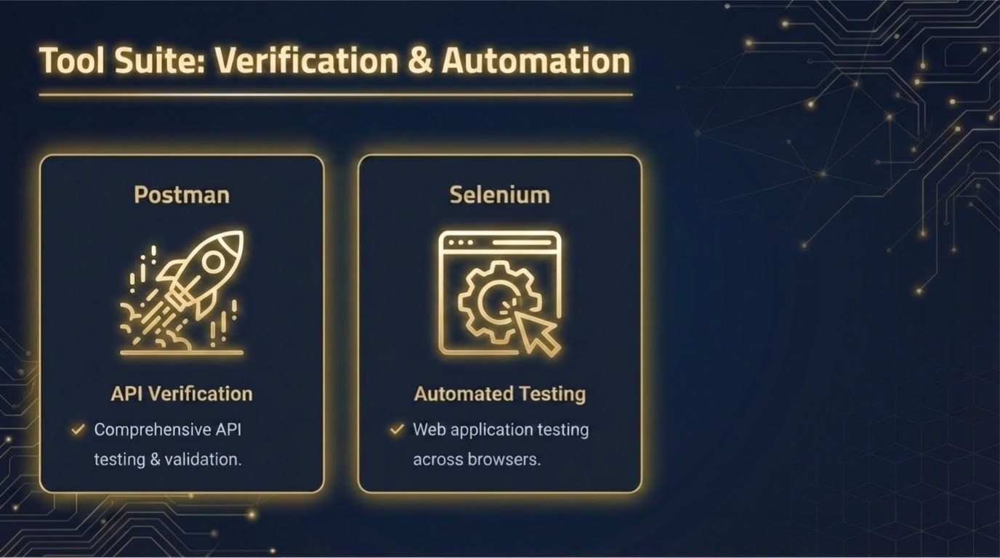 Tool Suite: Verification & Automation
Postman
API Verification
Comprehensive API
testing & validation.
Selenium
Automated Testing
Web application testing
across browsers.